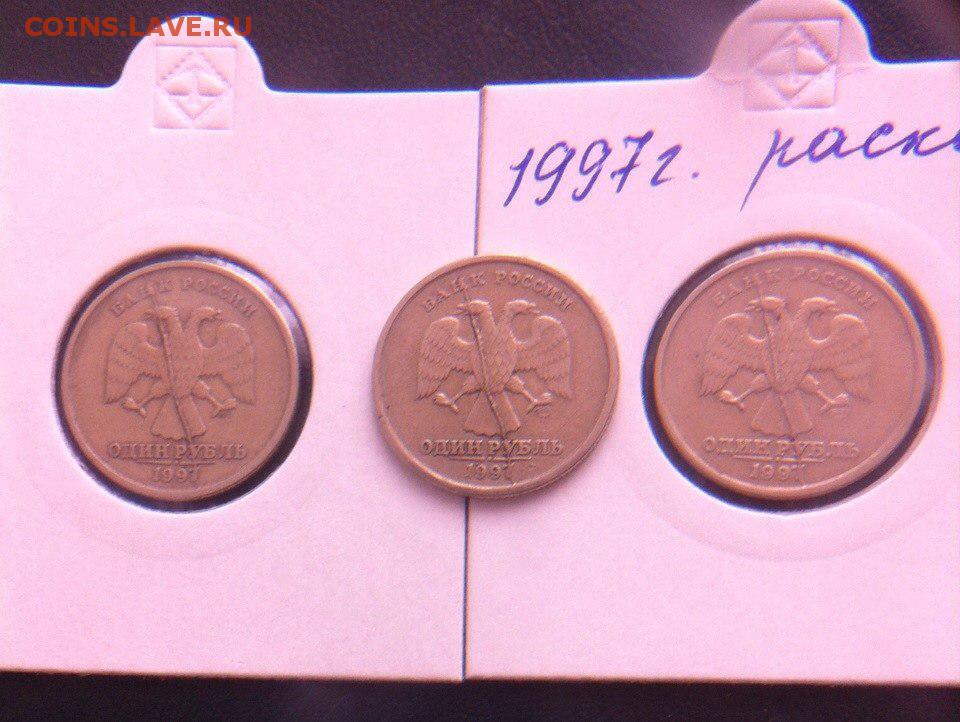 COINS.LAVE.RU
1997г. раск
БАНК РОССИИ
ОДИН РУБЛЬ
1997
БАНК РОССИИ
ОДИН РУБЛЬ
1997
БАНК РОССИИ
ОДИН РУБЛЬ
1997